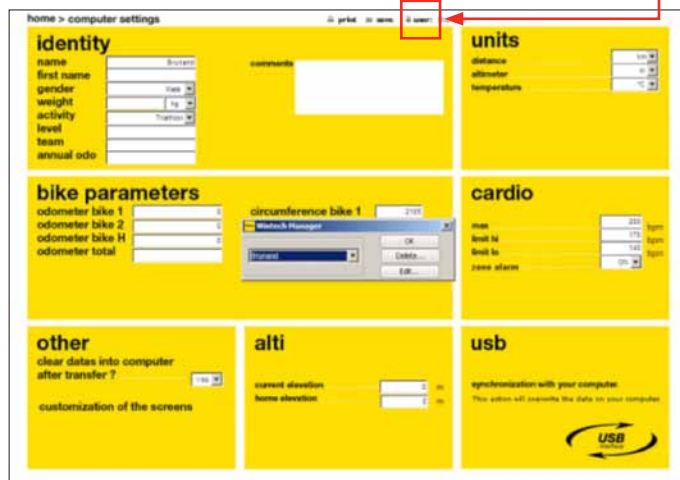 home > computer settings
print save user:
identity
name Brunand
first name
gender Male
weight kg
activity Triathlon
level
team
annual odo
comments
units
distance km
altimeter m
temperature °C
bike parameters
odometer bike 1 0
odometer bike 2 0
odometer bike H 0
odometer total
circumference bike 1 2105
Wintech Manager
Brunand
OK
Delete...
Edit...
cardio
max bpm
limit hi 175 bpm
limit lo 145 bpm
zone alarm ON
other
clear datas into computer
after transfer ? Yes
customization of the screens
alti
current elevation m
home elevation m
usb
synchronization with your computer.
This action will overwrite the data on your computer.
USB